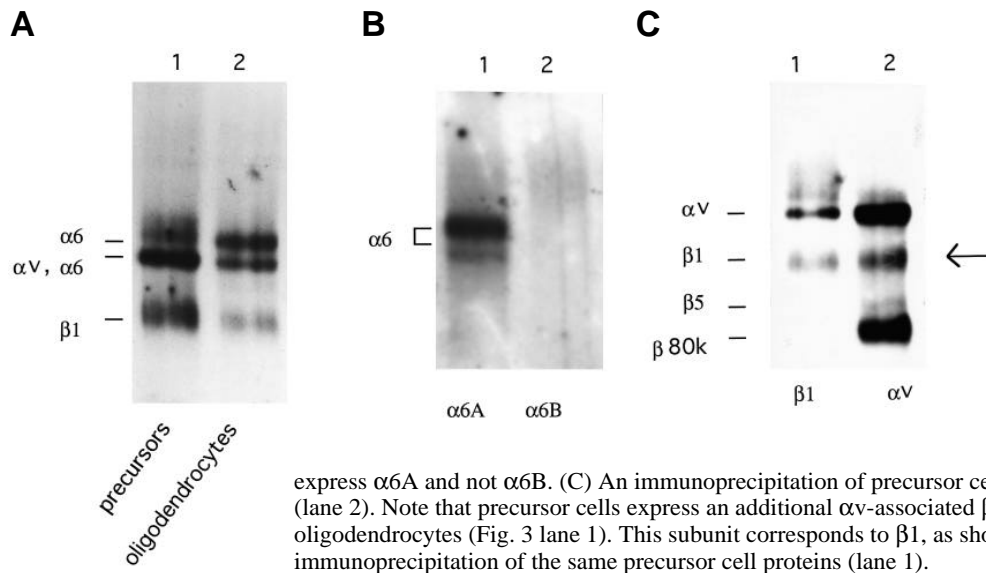 A
B
C
1 2
1 2
1 2
α6
αV, α6
β1
α6
αV
β1
β5
β 80k
precursors
oligodendrocytes
α6A α6B
β1 αV
express α6A and not α6B. (C) An immunoprecipitation of precursor ce
(lane 2). Note that precursor cells express an additional αv-associated β
oligodendrocytes (Fig. 3 lane 1). This subunit corresponds to β1, as sho
immunoprecipitation of the same precursor cell proteins (lane 1).